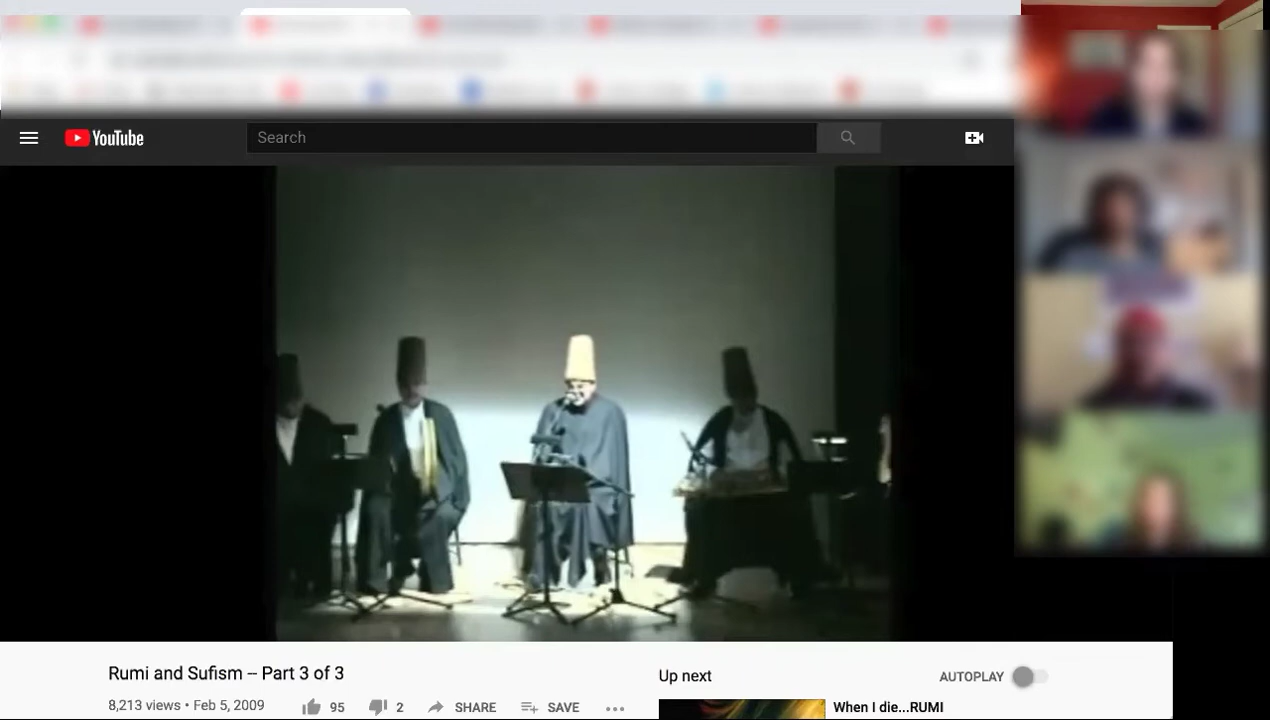 YouTube
Search
Rumi and Sufism – Part 3 of 3
8,213 views • Feb 5, 2009
95
2
SHARE
SAVE
Up next
AUTOPLAY
When I die...RUMI